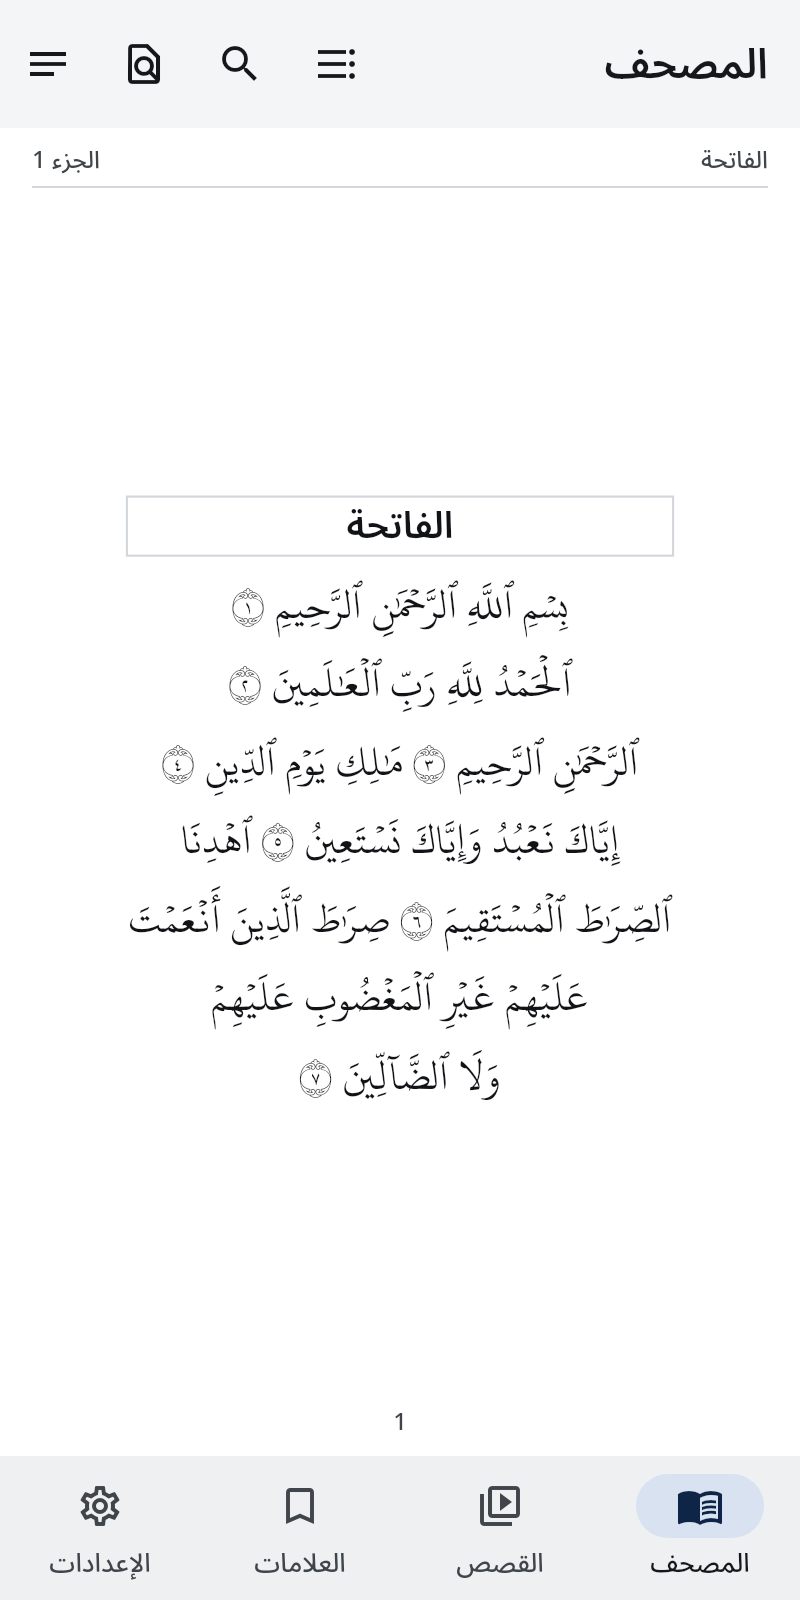 المصحف
الفاتحة
الجزء 1
الفاتحة
بِسۡمِ ٱللَّهِ ٱلرَّحۡمَٰنِ ٱلرَّحِيمِ ١
ٱلۡحَمۡدُ لِلَّهِ رَبِّ ٱلۡعَٰلَمِينَ ٢
ٱلرَّحۡمَٰنِ ٱلرَّحِيمِ ٣ مَٰلِكِ يَوۡمِ ٱلدِّينِ ٤
إِيَّاكَ نَعۡبُدُ وَإِيَّاكَ نَسۡتَعِينُ ٥ ٱهۡدِنَا
ٱلصِّرَٰطَ ٱلۡمُسۡتَقِيمَ ٦ صِرَٰطَ ٱلَّذِينَ أَنۡعَمۡتَ
عَلَيۡهِمۡ غَيۡرِ ٱلۡمَغۡضُوبِ عَلَيۡهِمۡ
وَلَا ٱلضَّآلِّينَ ٧
1
المصحف
القصص
العلامات
الإعدادات